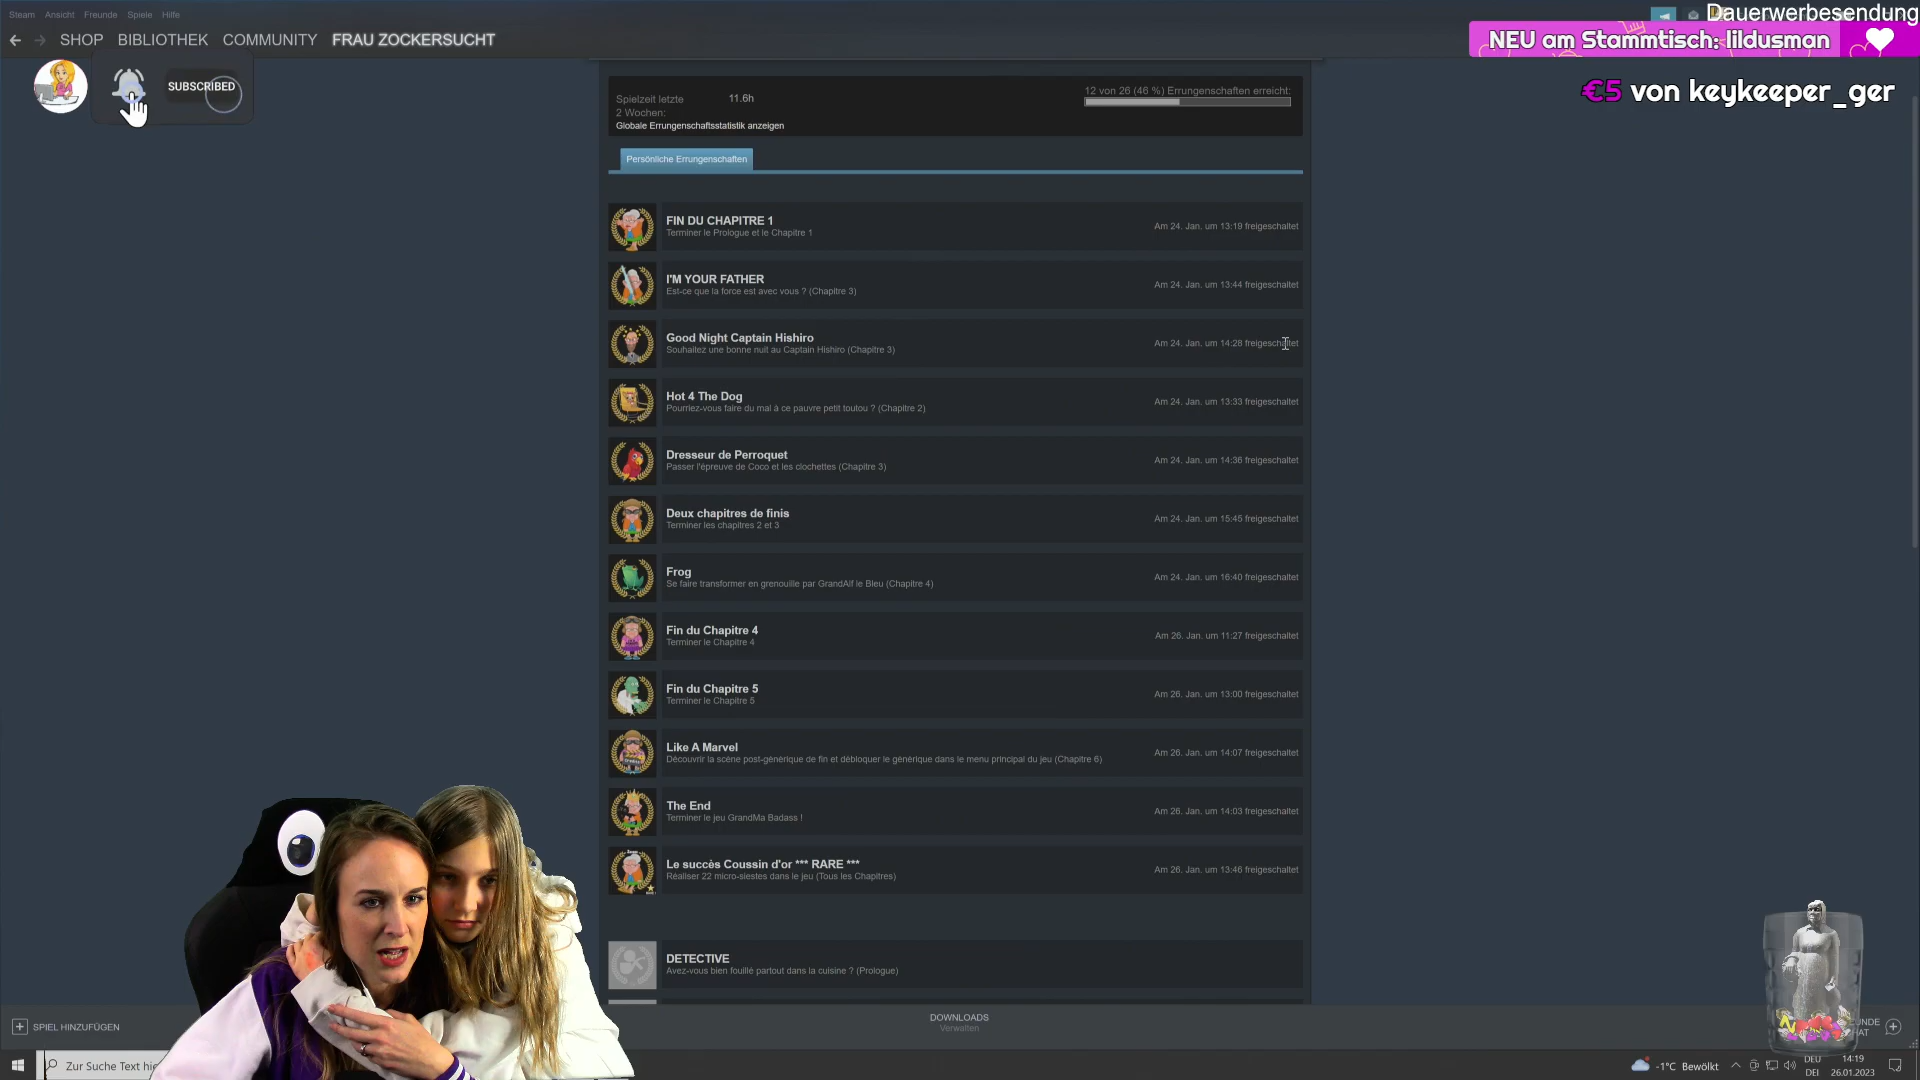 Steam Ansicht Freunde Spiele Hilfe
Dauerwerbesendung
SHOP BIBLIOTHEK COMMUNITY FRAU ZOCKERSUCHT
NEU am Stammtisch: lildusman
SUBSCRIBED
€5 von keykeeper_ger
Spielzeit letzte 2 Wochen: 11.6h
12 von 26 (46 %) Errungenschaften erreicht:
Globale Errungenschaftsstatistik anzeigen
Persönliche Errungenschaften
FIN DU CHAPITRE 1
Terminer le Prologue et le Chapitre 1
Am 24. Jan. um 13:19 freigeschaltet
I'M YOUR FATHER
Est-ce que la force est avec vous ? (Chapitre 3)
Am 24. Jan. um 13:44 freigeschaltet
Good Night Captain Hishiro
Souhaitez une bonne nuit au Captain Hishiro (Chapitre 3)
Am 24. Jan. um 14:28 freigeschaltet
Hot 4 The Dog
Pourriez-vous faire du mal à ce pauvre petit toutou ? (Chapitre 2)
Am 24. Jan. um 13:33 freigeschaltet
Dresseur de Perroquet
Passer l'épreuve de Coco et les clochettes (Chapitre 3)
Am 24. Jan. um 14:36 freigeschaltet
Deux chapitres de finis
Terminer les chapitres 2 et 3
Am 24. Jan. um 15:45 freigeschaltet
Frog
Se faire transformer en grenouille par GrandAlf le Bleu (Chapitre 4)
Am 24. Jan. um 16:40 freigeschaltet
Fin du Chapitre 4
Terminer le Chapitre 4
Am 26. Jan. um 11:27 freigeschaltet
Fin du Chapitre 5
Terminer le Chapitre 5
Am 26. Jan. um 13:00 freigeschaltet
Like A Marvel
Découvrir la scène post-générique de fin et débloquer le générique dans le menu principal du jeu (Chapitre 6)
Am 26. Jan. um 14:07 freigeschaltet
The End
Terminer le jeu GrandMa Badass !
Am 26. Jan. um 14:03 freigeschaltet
Le succès Coussin d'or *** RARE ***
Réaliser 22 micro-siestes dans le jeu (Tous les Chapitres)
Am 26. Jan. um 13:46 freigeschaltet
DETECTIVE
Avez-vous bien fouillé partout dans la cuisine ? (Prologue)
SPIEL HINZUFÜGEN
DOWNLOADS
Verwalten
UNDE
HAT
Zur Suche Text hie
-1°C Bewölkt
DEU
DEI
14:19
26.01.2023